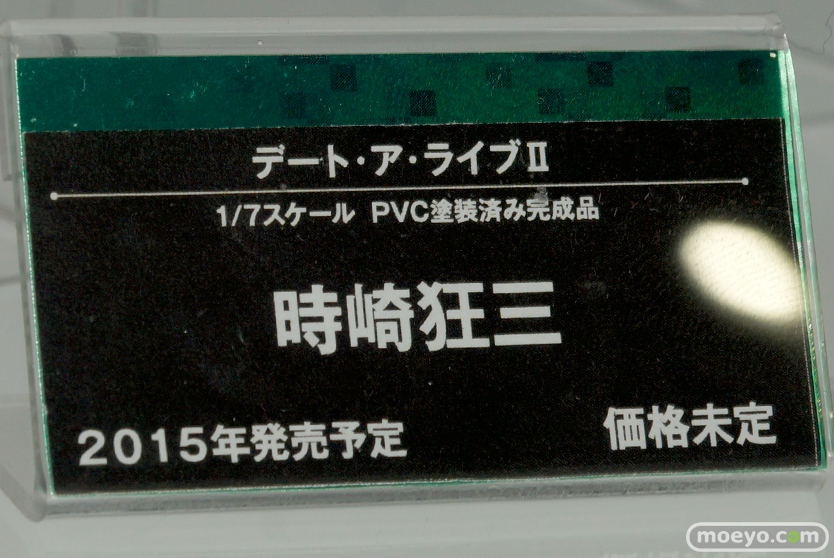 デート・ア・ライブⅡ
1/7スケール PVC塗装済み完成品
時崎狂三
2015年発売予定 価格未定
moeyo.com